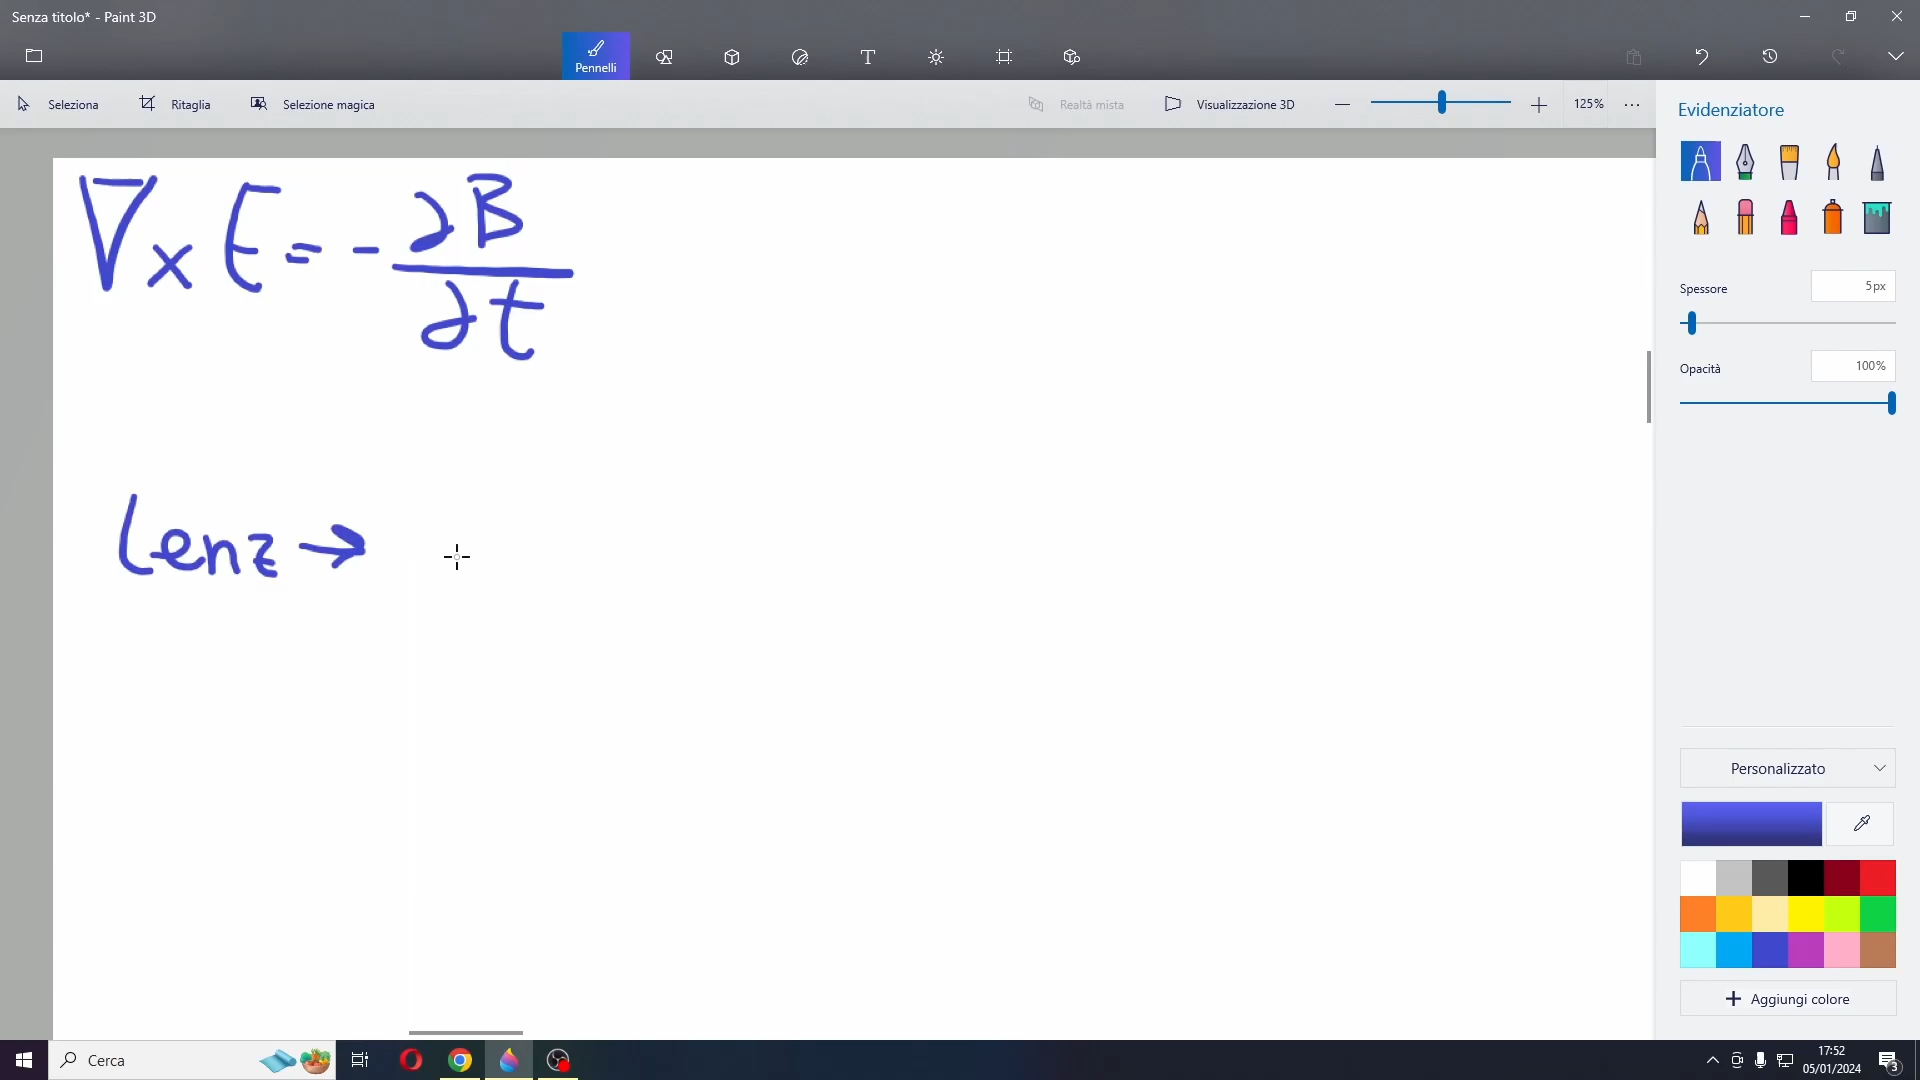 Senza titolo* - Paint 3D
Pennelli
Seleziona Ritaglia Selezione magica Realtà mista Visualizzazione 3D 125%
Evidenziatore
Spessore 5px
Opacità 100%
∇ x E = - ∂B
∂t
Lenz →
Personalizzato
Aggiungi colore
Cerca
17:52
05/01/2024
3